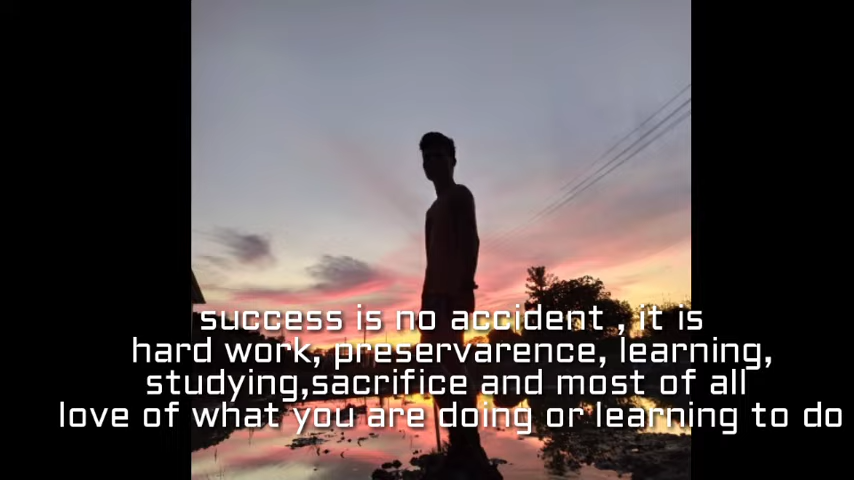 success is no accident , it is
hard work, preservarence, learning,
studying,sacrifice and most of all
love of what you are doing or learning to do